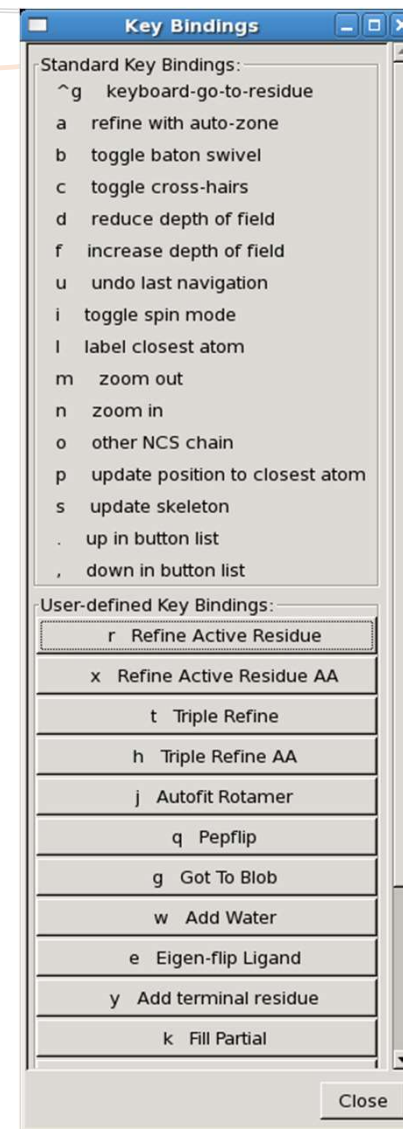 Key Bindings
Standard Key Bindings:
^g keyboard-go-to-residue
a refine with auto-zone
b toggle baton swivel
c toggle cross-hairs
d reduce depth of field
f increase depth of field
u undo last navigation
i toggle spin mode
l label closest atom
m zoom out
n zoom in
o other NCS chain
p update position to closest atom
s update skeleton
. up in button list
, down in button list
User-defined Key Bindings:
r Refine Active Residue
x Refine Active Residue AA
t Triple Refine
h Triple Refine AA
j Autofit Rotamer
q Pepflip
g Got To Blob
w Add Water
e Eigen-flip Ligand
y Add terminal residue
k Fill Partial
Close